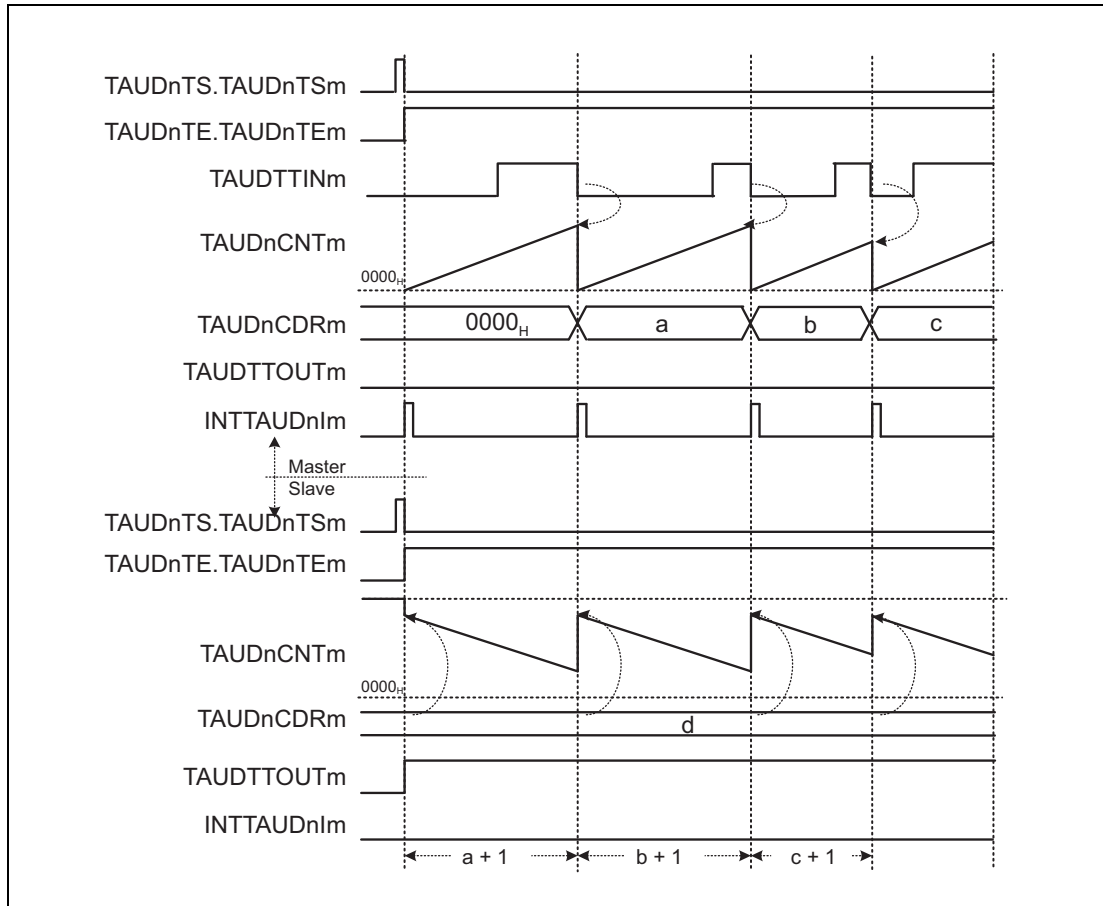 TAUDnTS.TAUDnTSm
TAUDnTE.TAUDnTEm
TAUDTTINm
TAUDnCNTm
0000H
TAUDnCDRm
0000H
a
b
c
TAUDTTOUTm
INTTAUDnIm
Master
Slave
TAUDnTS.TAUDnTSm
TAUDnTE.TAUDnTEm
TAUDnCNTm
0000H
TAUDnCDRm
d
TAUDTTOUTm
INTTAUDnIm
a + 1
b + 1
c + 1